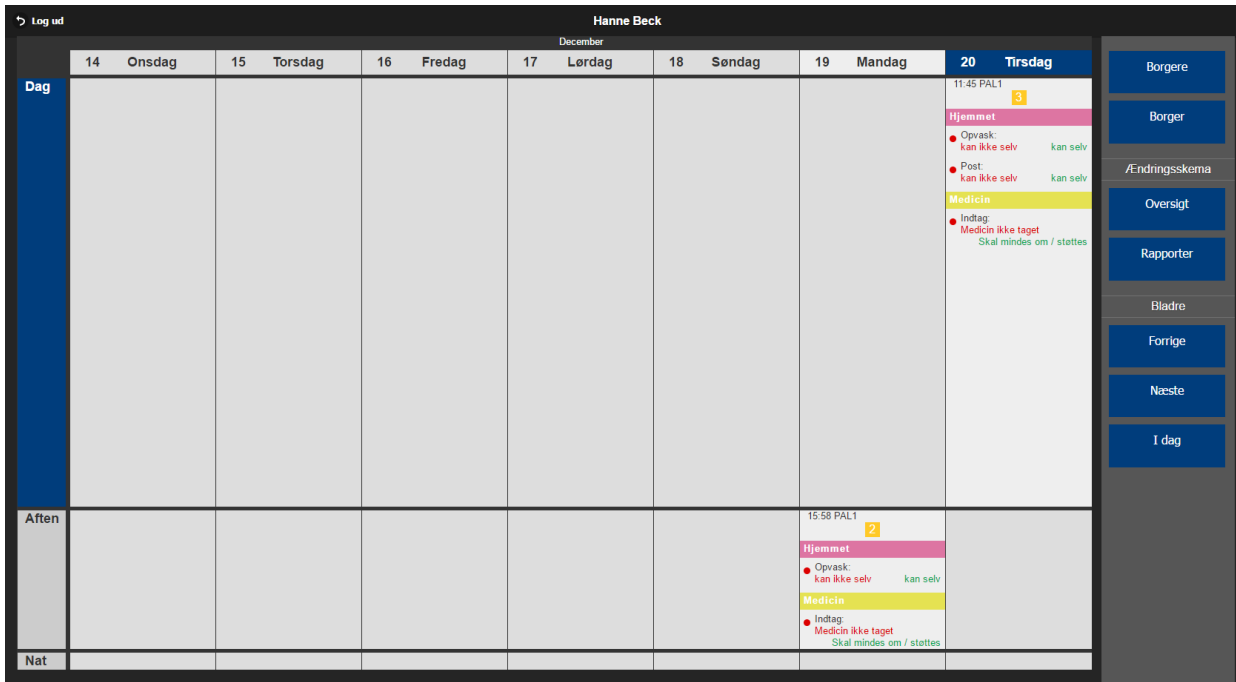 Log ud
Hanne Beck
December
14 Onsdag 15 Torsdag 16 Fredag 17 Lørdag 18 Søndag 19 Mandag 20 Tirsdag
Dag
11:45 PAL1
3
Hjemmet
Opvask:
kan ikke selv kan selv
Post:
kan ikke selv kan selv
Medicin
Indtag:
Medicin ikke taget
Skal mindes om / støttes
Aften
15:58 PAL1
2
Hjemmet
Opvask:
kan ikke selv kan selv
Medicin
Indtag:
Medicin ikke taget
Skal mindes om / støttes
Nat
Borgere
Borger
Ændringsskema
Oversigt
Rapporter
Bladre
Forrige
Næste
I dag